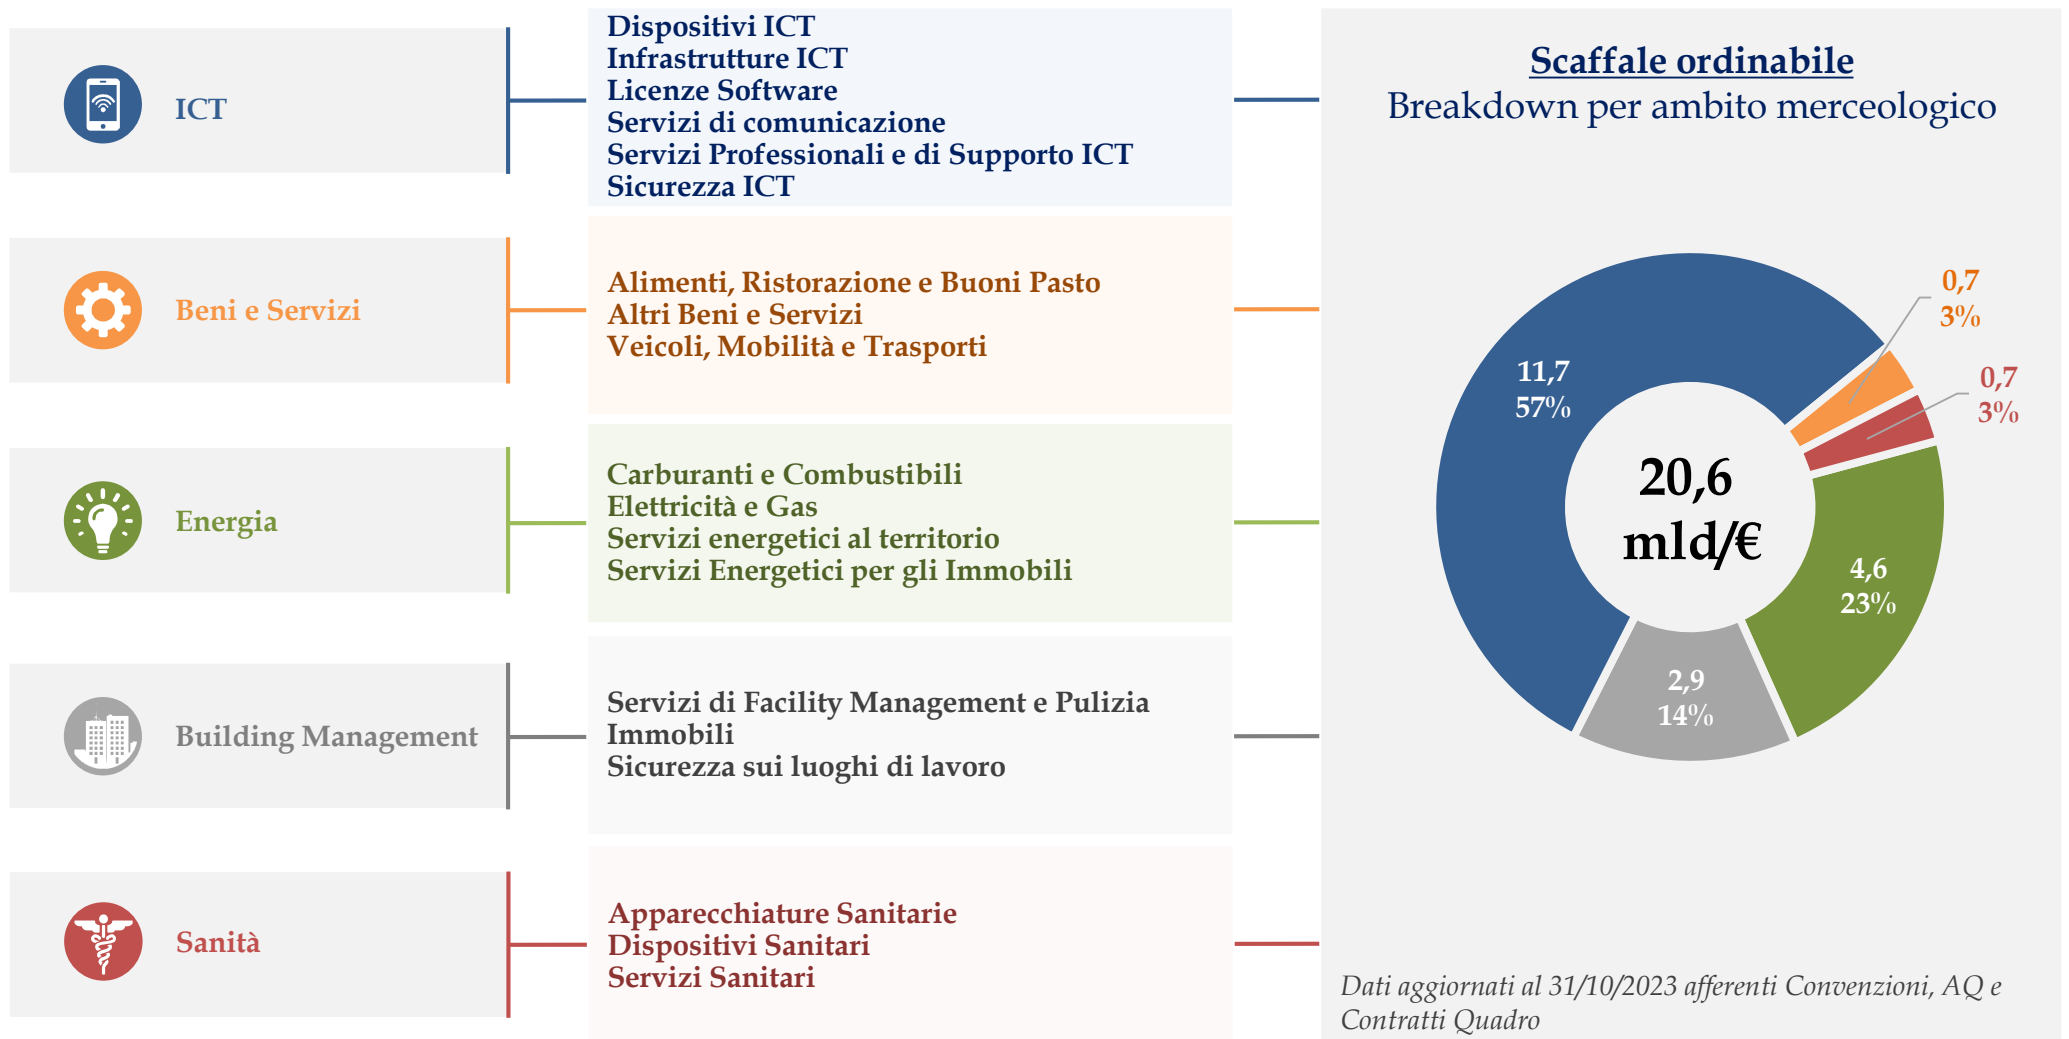 ICT
Dispositivi ICT
Infrastrutture ICT
Licenze Software
Servizi di comunicazione
Servizi Professionali e di Supporto ICT
Sicurezza ICT
Beni e Servizi
Alimenti, Ristorazione e Buoni Pasto
Altri Beni e Servizi
Veicoli, Mobilità e Trasporti
Energia
Carburanti e Combustibili
Elettricità e Gas
Servizi energetici al territorio
Servizi Energetici per gli Immobili
Building Management
Servizi di Facility Management e Pulizia
Immobili
Sicurezza sui luoghi di lavoro
Sanità
Apparecchiature Sanitarie
Dispositivi Sanitari
Servizi Sanitari
Scaffale ordinabile
Breakdown per ambito merceologico
0,7
3%
0,7
3%
11,7
57%
20,6
mld/€
4,6
23%
2,9
14%
Dati aggiornati al 31/10/2023 afferenti Convenzioni, AQ e
Contratti Quadro